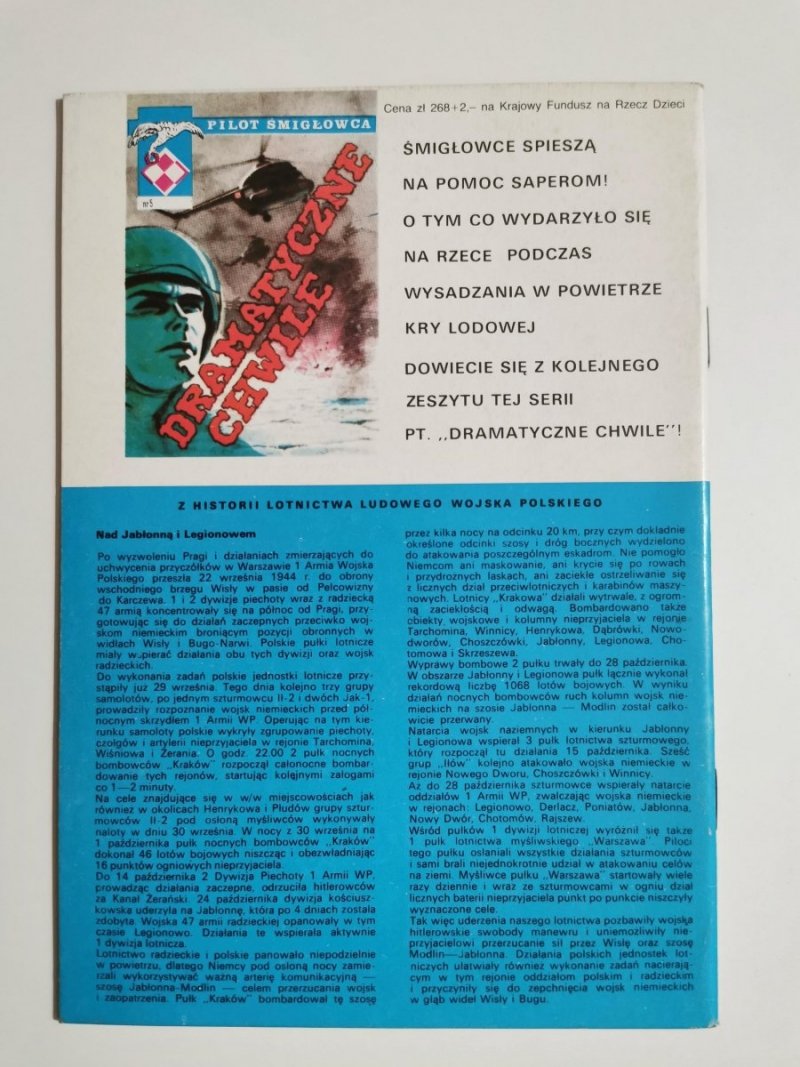 PILOT ŚMIGŁOWCA
nr 5
DRAMATYCZNE
CHWILE
Cena zł 268+2,– na Krajowy Fundusz na Rzecz Dzieci
ŚMIGŁOWCE SPIESZĄ
NA POMOC SAPEROM!
O TYM CO WYDARZYŁO SIĘ
NA RZECE PODCZAS
WYSADZANIA W POWIETRZE
KRY LODOWEJ
DOWIECIE SIĘ Z KOLEJNEGO
ZESZYTU TEJ SERII
PT. „DRAMATYCZNE CHWILE"!
Z HISTORII LOTNICTWA LUDOWEGO WOJSKA POLSKIEGO
Nad Jabłonną i Legionowem
Po wyzwoleniu Pragi i działaniach zmierzających do
uchwycenia przyczółków w Warszawie 1 Armia Wojska
Polskiego przeszła 22 września 1944 r. do obrony
wschodniego brzegu Wisły w pasie od Pelcowizny
do Karczewa. 1 i 2 dywizje piechoty wraz z radziecką
47 armią koncentrowały się na północ od Pragi, przy-
gotowując się do działań zaczepnych przeciwko woj-
skom niemieckim broniącym pozycji obronnych w
widłach Wisły i Bugo-Narwi. Polskie pułki lotnicze
miały wspierać działania obu tych dywizji oraz wojsk
radzieckich.
Do wykonania zadań polskie jednostki lotnicze przy-
stąpiły już 29 września. Tego dnia kolejno trzy grupy
samolotów, po jednym szturmowcu Ił-2 i dwóch Jak-1,
prowadziły rozpoznanie wojsk niemieckich przed pół-
nocnym skrzydłem 1 Armii WP. Operując na tym kie-
runku samoloty polskie wykryły zgrupowanie piechoty,
czołgów i artylerii nieprzyjaciela w rejonie Tarchomina,
Wiśniowa i Żerania. O godz. 22.00 2 pułk nocnych
bombowców „Kraków" rozpoczął całonocne bombar-
dowanie tych rejonów, startując kolejnymi załogami
co 1—2 minuty.
Na cele znajdujące się w w/w miejscowościach jak
również w okolicach Henrykowa i Pludów grupy sztur-
mowców Ił-2 pod osłoną myśliwców wykonywały
naloty w dniu 30 września. W nocy z 30 września na
1 października pułk nocnych bombowców „Kraków"
dokonał 46 lotów bojowych niszcząc i obezwładniając
16 punktów ogniowych nieprzyjaciela.
Do 14 października 2 Dywizja Piechoty 1 Armii WP,
prowadząc działania zaczepne, odrzuciła hitlerowców
za Kanał Żerański. 24 października dywizja kościusz-
kowska uderzyła na Jabłonnę, która po 4 dniach została
zdobyta. Wojska 47 armii radzieckiej opanowały w tym
czasie Legionowo. Działania te wspierała aktywnie
1 dywizja lotnicza.
Lotnictwo radzieckie i polskie panowało niepodzielnie
w powietrzu, dlatego Niemcy pod osłoną nocy zamie-
rzali wykorzystywać ważną arterię komunikacyjną —
szosę Jabłonna-Modlin — celem przerzucania wojsk
i zaopatrzenia. Pułk „Kraków" bombardował tę szosę
przez kilka nocy na odcinku 20 km, przy czym dokładnie
określone odcinki szosy i dróg bocznych wydzielono
do atakowania poszczególnym eskadrom. Nie pomogło
Niemcom ani maskowanie, ani krycie się po rowach
i przydrożnych laskach, ani zaciekłe ostrzeliwanie się
z licznych dział przeciwlotniczych i karabinów maszy-
nowych. Lotnicy „Krakowa" działali wytrwale, z ogrom-
ną zaciekłością i odwagą. Bombardowano także
obiekty wojskowe i kolumny nieprzyjaciela w rejonie
Tarchomina, Winnicy, Henrykowa, Dąbrówki, Nowo-
dworów, Choszczówki, Jabłonny, Legionowa, Cho-
tomowa i Skrzeszewa.
Wyprawy bombowe 2 pułku trwały do 28 października.
W obszarze Jabłonny i Legionowa pułk łącznie wykonał
rekordową liczbę 1068 lotów bojowych. W wyniku
działań nocnych bombowców ruch kolumn wojsk nie-
mieckich na szosie Jabłonna — Modlin został całko-
wicie przerwany.
Natarcia wojsk naziemnych w kierunku Jabłonny
i Legionowa wspierał 3 pułk lotnictwa szturmowego,
który rozpoczął tu działania 15 października. Sześć
grup „Iłów" kolejno atakowało wojska niemieckie w
rejonie Nowego Dworu, Choszczówki i Winnicy.
Aż do 28 października szturmowce wspierały natarcie
oddziałów 1 Armii WP, zwalczając wojska niemieckie
w rejonach: Legionowo, Derlacz, Poniatów, Jabłonna,
Nowy Dwór, Chotomów, Rajszew.
Wśród pułków 1 dywizji lotniczej wyróżnił się także
1 pułk lotnictwa myśliwskiego „Warszawa". Piloci
tego pułku osłaniali wszystkie działania szturmowców
i sami brali niejednokrotnie udział w atakowaniu celów
na ziemi. Myśliwce pułku „Warszawa" startowały wiele
razy dziennie i wraz ze szturmowcami w ogniu dział
licznych baterii nieprzyjaciela punkt po punkcie niszczyły
wyznaczone cele.
Tak więc uderzenia naszego lotnictwa pozbawiły wojska
hitlerowskie swobody manewru i uniemożliwiły nie-
przyjacielowi przerzucanie sił przez Wisłę oraz szosę
Modlin—Jabłonna. Działania polskich jednostek lot-
niczych ułatwiały również wykonanie zadań nacierają-
cym w tym rejonie oddziałom polskim i radzieckim
i przyczyniły się do zepchnięcia wojsk niemieckich
w głąb wideł Wisły i Bugu.